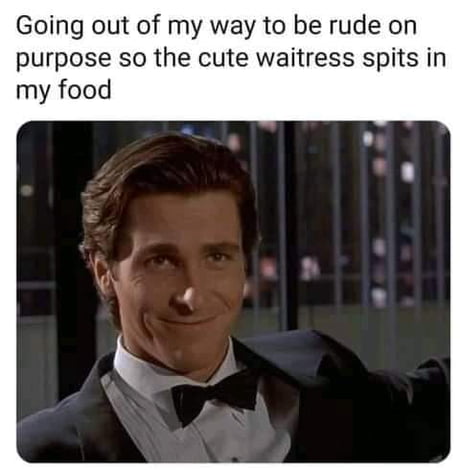 Going out of my way to be rude on
purpose so the cute waitress spits in
my food